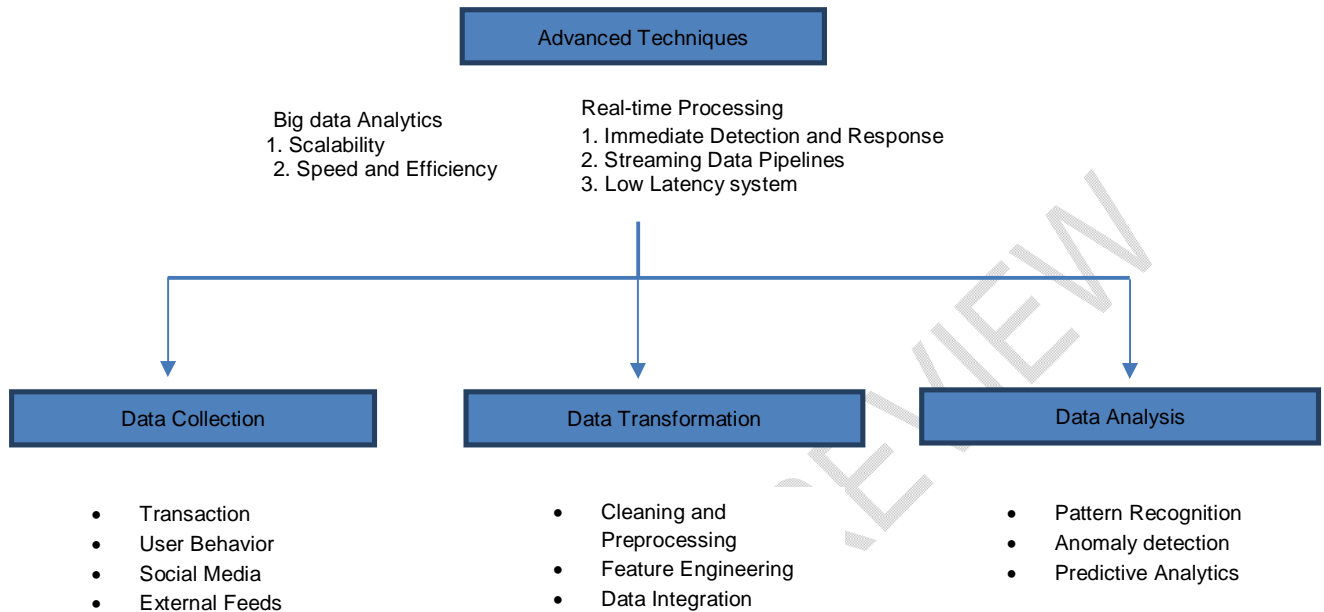 Advanced Techniques
Big data Analytics
1. Scalability
2. Speed and Efficiency
Real-time Processing
1. Immediate Detection and Response
2. Streaming Data Pipelines
3. Low Latency system
Data Collection
Data Transformation
Data Analysis
• Transaction
• User Behavior
• Social Media
• External Feeds
• Cleaning and
Preprocessing
• Feature Engineering
• Data Integration
• Pattern Recognition
• Anomaly detection
• Predictive Analytics
EVIEW